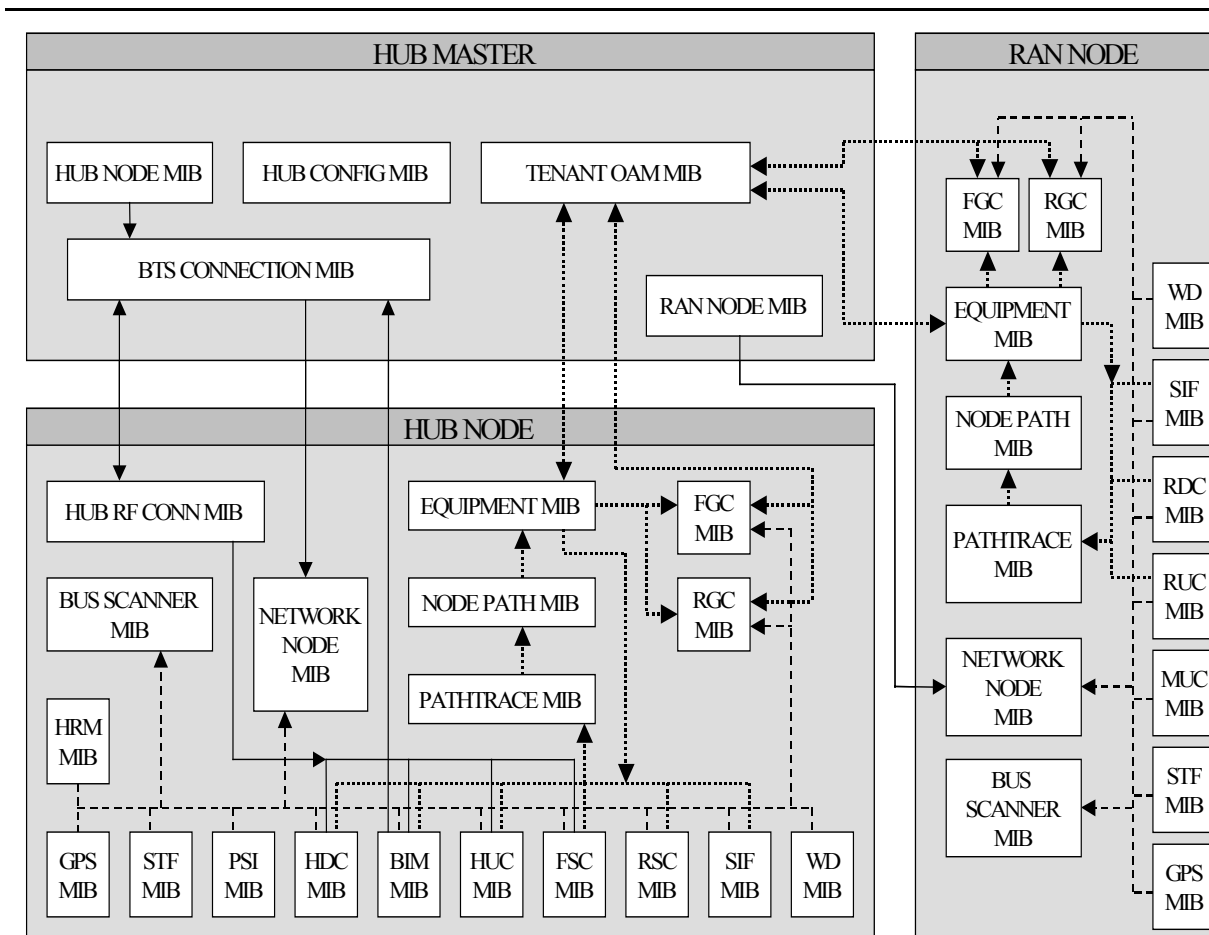 HUB MASTER
HUB NODE MIB
HUB CONFIG MIB
TENANT OAM MIB
BTS CONNECTION MIB
RAN NODE MIB
HUB NODE
HUB RF CONN MIB
EQUIPMENT MIB
FGC
MIB
BUS SCANNER
MIB
NETWORK
NODE
MIB
NODE PATH MIB
RGC
MIB
PATHTRACE MIB
HRM
MIB
GPS
MIB
STF
MIB
PSI
MIB
HDC
MIB
BIM
MIB
HUC
MIB
FSC
MIB
RSC
MIB
SIF
MIB
WD
MIB
RAN NODE
FGC
MIB
RGC
MIB
EQUIPMENT
MIB
NODE PATH
MIB
PATHTRACE
MIB
NETWORK
NODE
MIB
BUS
SCANNER
MIB
WD
MIB
SIF
MIB
RDC
MIB
RUC
MIB
MUC
MIB
STF
MIB
GPS
MIB